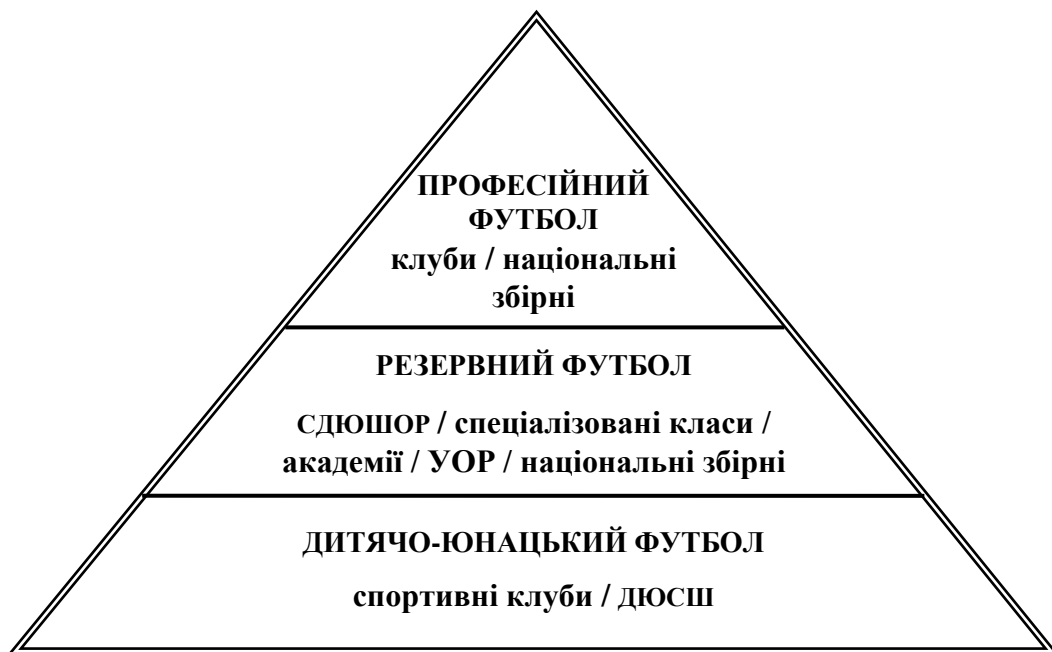 ПРОФЕСІЙНИЙ
ФУТБОЛ
клуби / національні
збірні
РЕЗЕРВНИЙ ФУТБОЛ
СДЮШОР / спеціалізовані класи /
академії / УОР / національні збірні
ДИТЯЧО-ЮНАЦЬКИЙ ФУТБОЛ
спортивні клуби / ДЮСШ